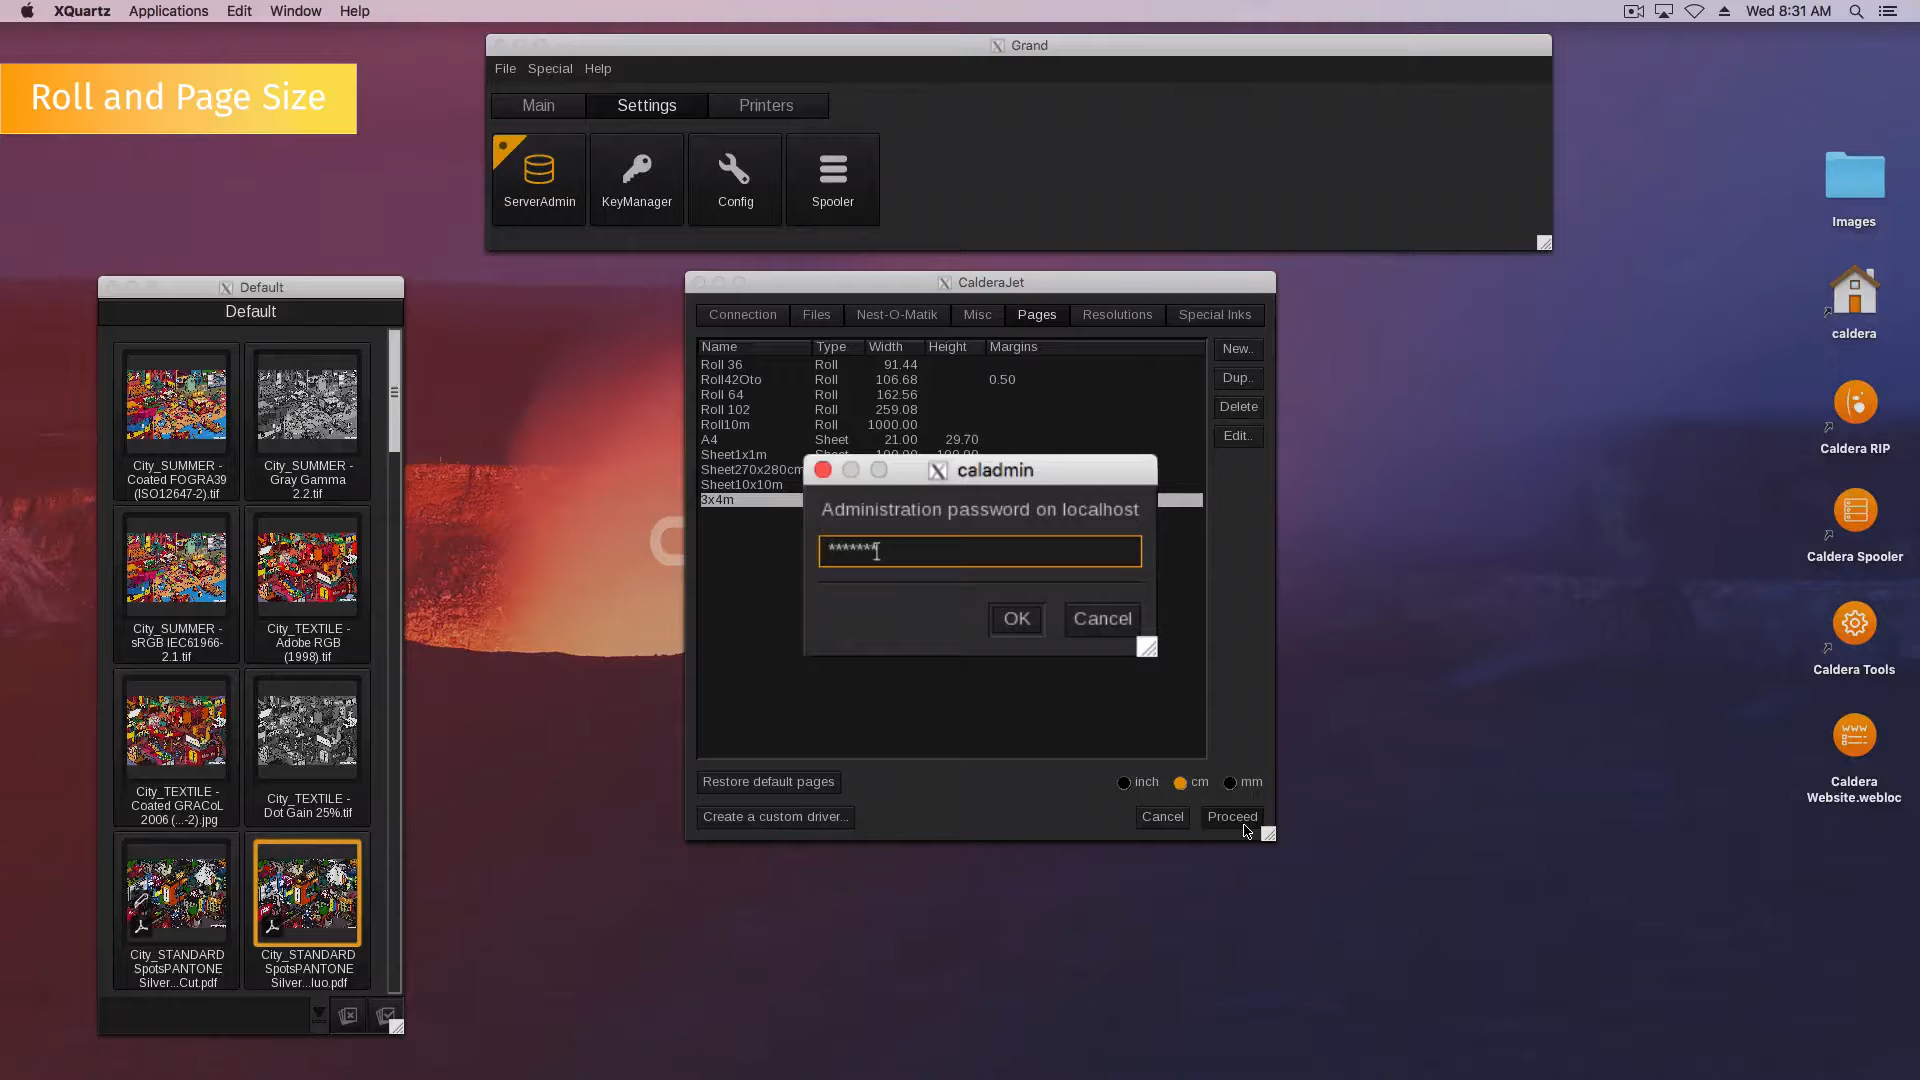 XQuartz Applications Edit Window Help
Wed 8:31 AM
Roll and Page Size
Grand
File Special Help
Main Settings Printers
ServerAdmin KeyManager Config Spooler
Images
caldera
Caldera RIP
Caldera Spooler
Caldera Tools
Caldera
Website.webloc
Default
Default
City_SUMMER -
Coated FOGRA39
(ISO12647-2).tif
City_SUMMER -
Gray Gamma
2.2.tif
City_SUMMER -
sRGB IEC61966-
2.1.tif
City_TEXTILE -
Adobe RGB
(1998).tif
City_TEXTILE -
Coated GRACoL
2006 (...-2).jpg
City_TEXTILE -
Dot Gain 25%.tif
City_STANDARD
SpotsPANTONE
Silver...Cut.pdf
City_STANDARD
SpotsPANTONE
Silver...luo.pdf
CalderaJet
Connection Files Nest-O-Matik Misc Pages Resolutions Special Inks
Name Type Width Height Margins
Roll 36 Roll 91.44
Roll42Oto Roll 106.68 0.50
Roll 64 Roll 162.56
Roll 102 Roll 259.08
Roll10m Roll 1000.00
A4 Sheet 21.00 29.70
Sheet1x1m
Sheet270x280cm
Sheet10x10m
3x4m
New..
Dup..
Delete
Edit..
caladmin
Administration password on localhost
*******
OK Cancel
Restore default pages
inch cm mm
Create a custom driver...
Cancel Proceed